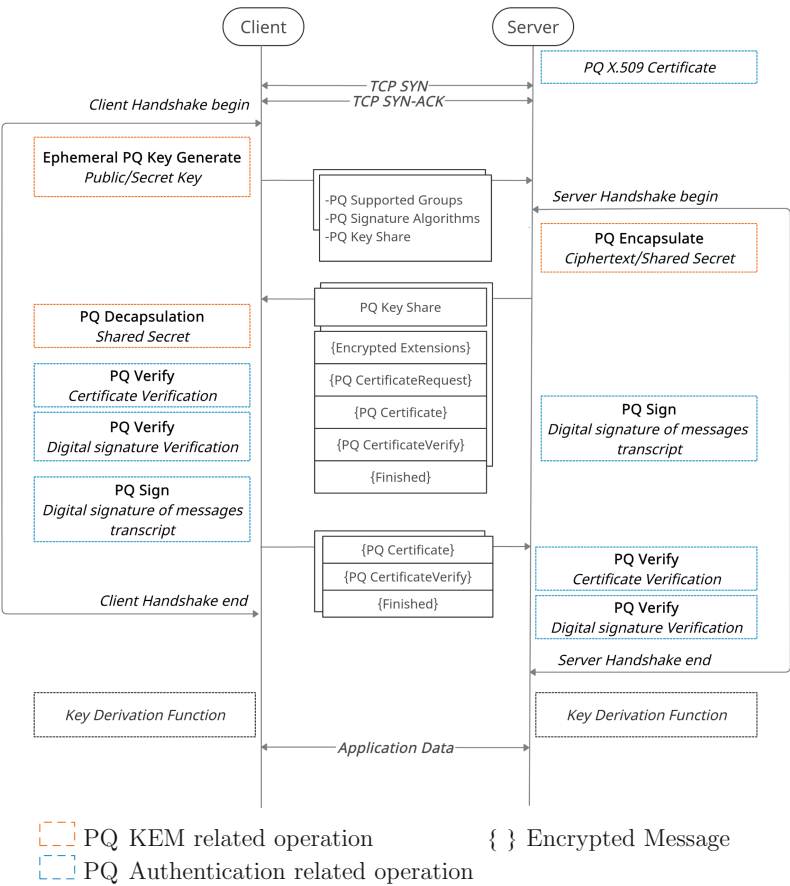 Client
Server
PQ X.509 Certificate
TCP SYN
TCP SYN-ACK
Client Handshake begin
Ephemeral PQ Key Generate
Public/Secret Key
-PQ Supported Groups
-PQ Signature Algorithms
-PQ Key Share
Server Handshake begin
PQ Encapsulate
Ciphertext/Shared Secret
PQ Key Share
PQ Decapsulation
Shared Secret
{Encrypted Extensions}
{PQ CertificateRequest}
{PQ Certificate}
{PQ CertificateVerify}
{Finished}
PQ Verify
Certificate Verification
PQ Verify
Digital signature Verification
PQ Sign
Digital signature of messages
transcript
PQ Sign
Digital signature of messages
transcript
{PQ Certificate}
{PQ CertificateVerify}
{Finished}
PQ Verify
Certificate Verification
PQ Verify
Digital signature Verification
Client Handshake end
Server Handshake end
Key Derivation Function
Key Derivation Function
Application Data
PQ KEM related operation
{ } Encrypted Message
PQ Authentication related operation